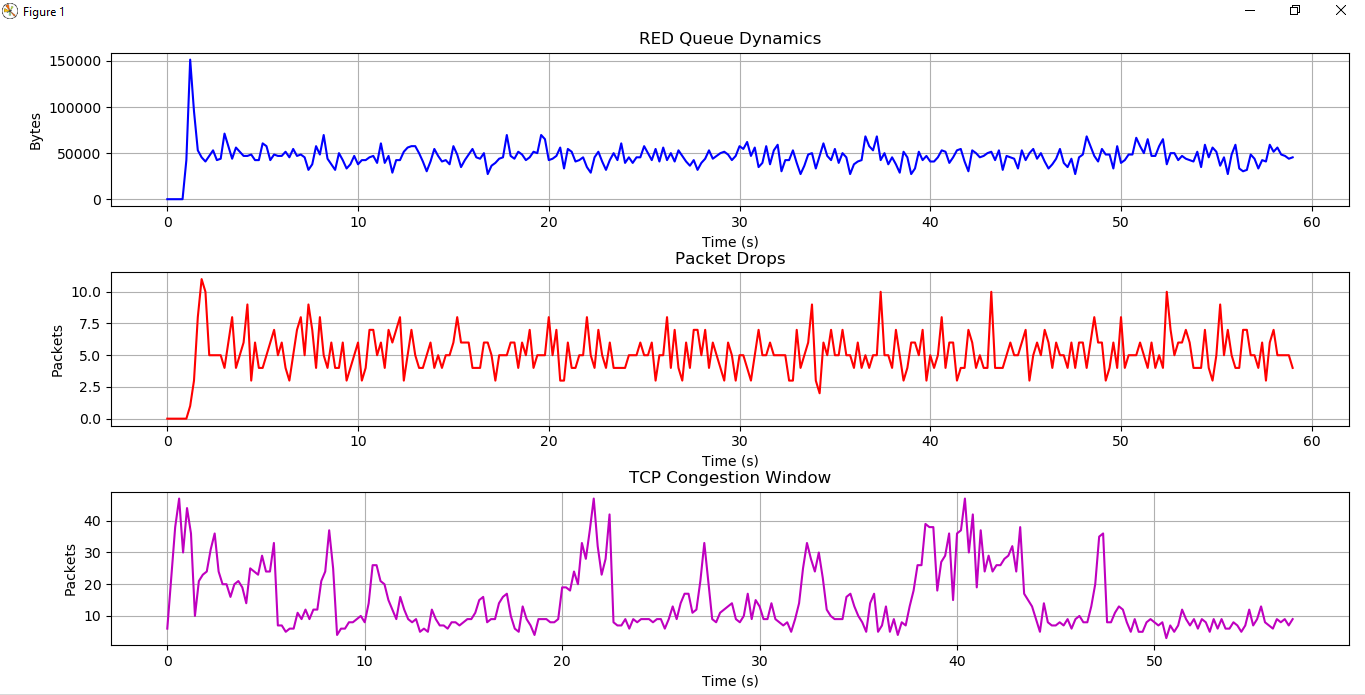 Figure 1
RED Queue Dynamics
150000
100000
50000
0
Bytes
0 10 20 30 40 50 60
Time (s)
Packet Drops
10.0
7.5
5.0
2.5
0.0
Packets
0 10 20 30 40 50 60
Time (s)
TCP Congestion Window
40
30
20
10
Packets
0 10 20 30 40 50
Time (s)